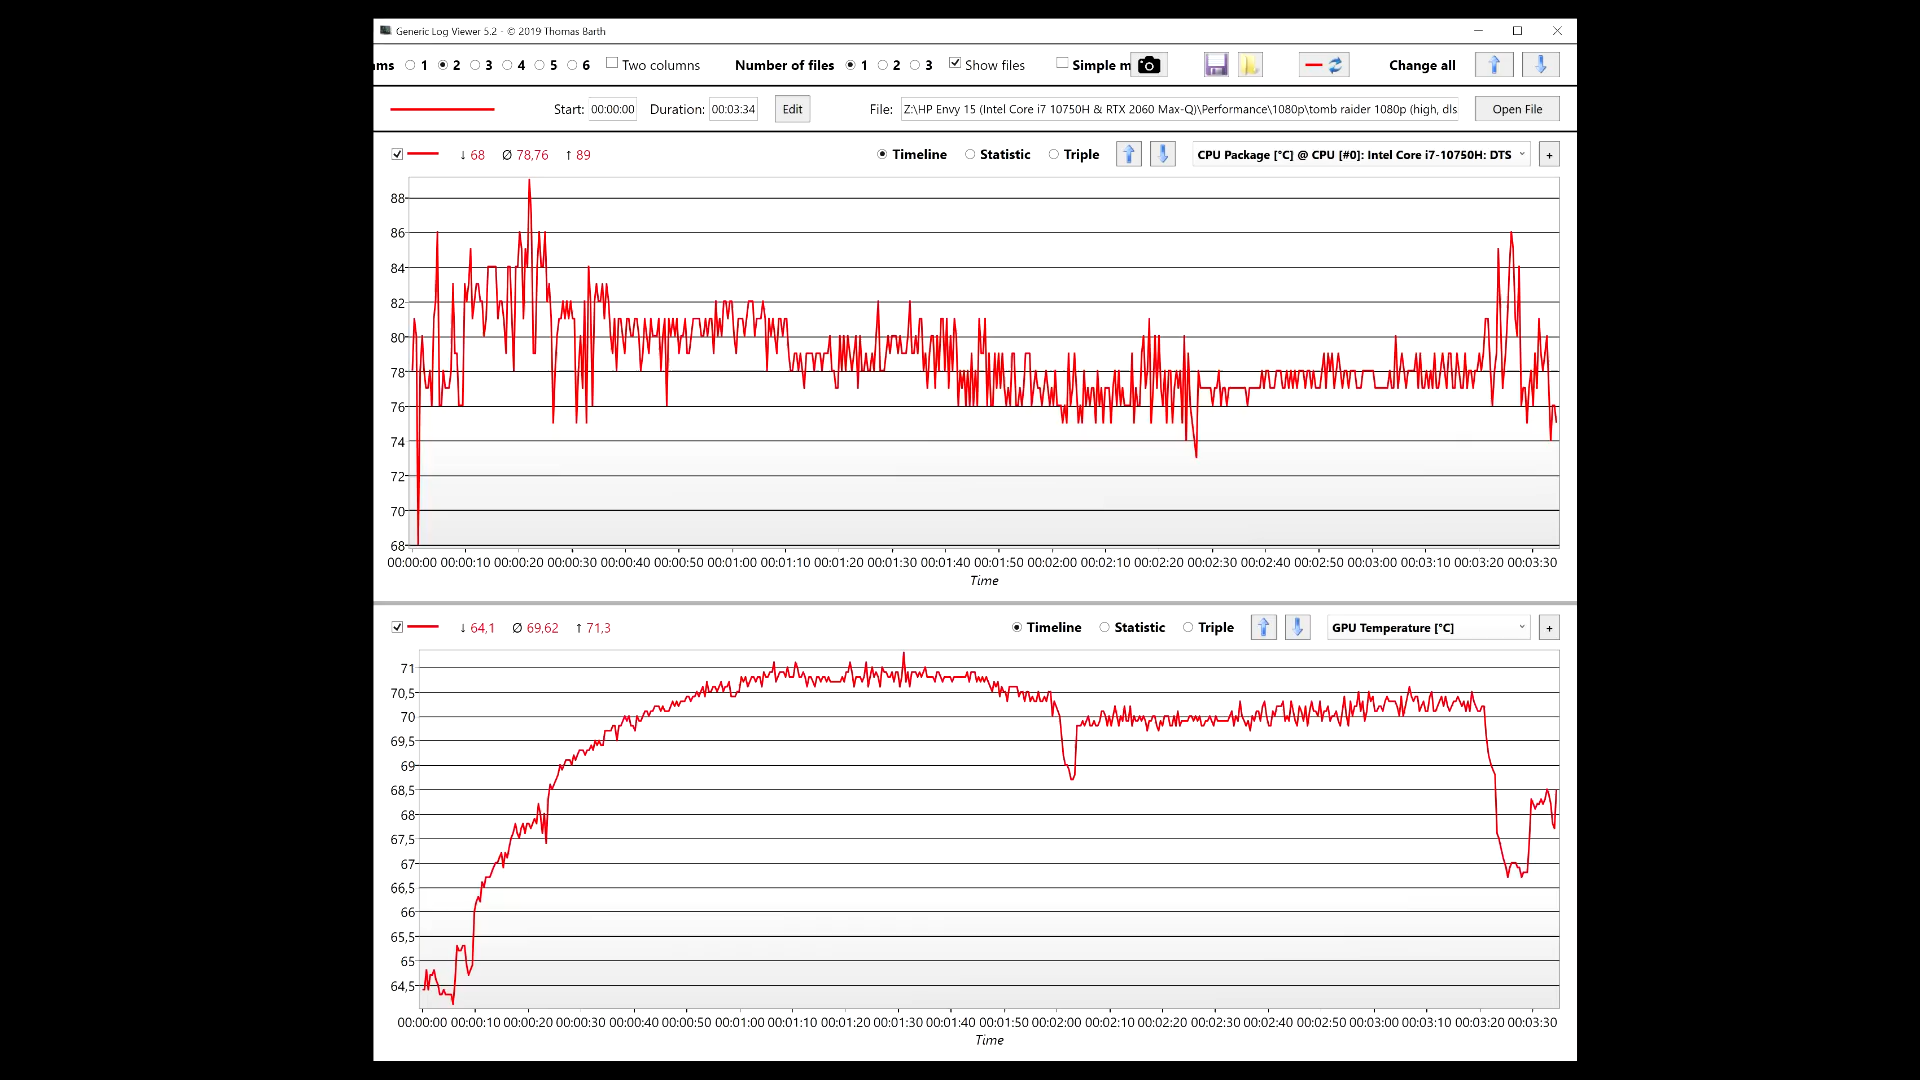 Generic Log Viewer 5.2 - © 2019 Thomas Barth
ms 1 2 3 4 5 6 Two columns Number of files 1 2 3 Show files Simple m Change all
Start: 00:00:00 Duration: 00:03:34 Edit File: Z:\HP Envy 15 (Intel Core i7 10750H & RTX 2060 Max-Q)\Performance\1080p\tomb raider 1080p (high, dls Open File
↓ 68 Ø 78,76 ↑ 89 Timeline Statistic Triple CPU Package [°C] @ CPU [#0]: Intel Core i7-10750H: DTS +
88
86
84
82
80
78
76
74
72
70
68
00:00:00 00:00:10 00:00:20 00:00:30 00:00:40 00:00:50 00:01:00 00:01:10 00:01:20 00:01:30 00:01:40 00:01:50 00:02:00 00:02:10 00:02:20 00:02:30 00:02:40 00:02:50 00:03:00 00:03:10 00:03:20 00:03:30
Time
↓ 64,1 Ø 69,62 ↑ 71,3 Timeline Statistic Triple GPU Temperature [°C] +
71
70,5
70
69,5
69
68,5
68
67,5
67
66,5
66
65,5
65
64,5
00:00:00 00:00:10 00:00:20 00:00:30 00:00:40 00:00:50 00:01:00 00:01:10 00:01:20 00:01:30 00:01:40 00:01:50 00:02:00 00:02:10 00:02:20 00:02:30 00:02:40 00:02:50 00:03:00 00:03:10 00:03:20 00:03:30
Time